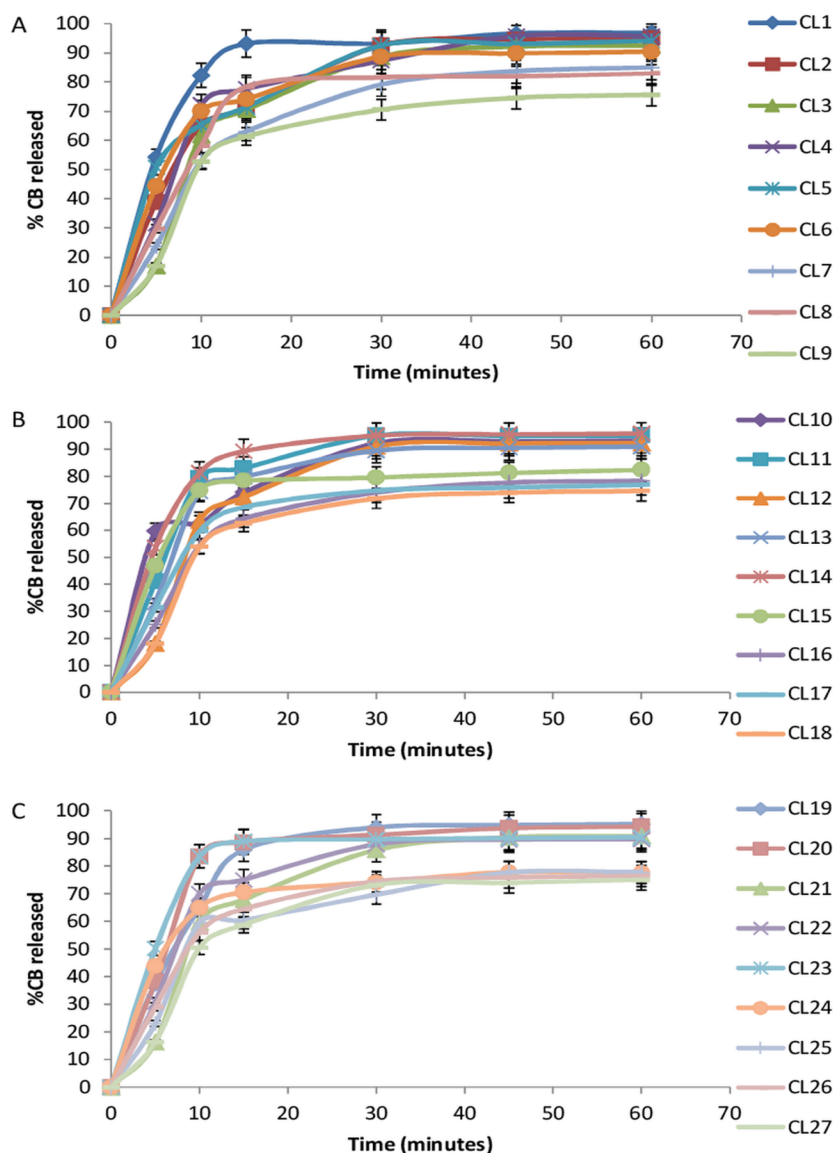 A
% CB released
100
90
80
70
60
50
40
30
20
10
0
0 10 20 30 40 50 60 70
Time (minutes)
CL1
CL2
CL3
CL4
CL5
CL6
CL7
CL8
CL9
B
%CB released
100
90
80
70
60
50
40
30
20
10
0
0 10 20 30 40 50 60 70
Time (minutes)
CL10
CL11
CL12
CL13
CL14
CL15
CL16
CL17
CL18
C
%CB released
100
90
80
70
60
50
40
30
20
10
0
0 10 20 30 40 50 60 70
Time (minutes)
CL19
CL20
CL21
CL22
CL23
CL24
CL25
CL26
CL27